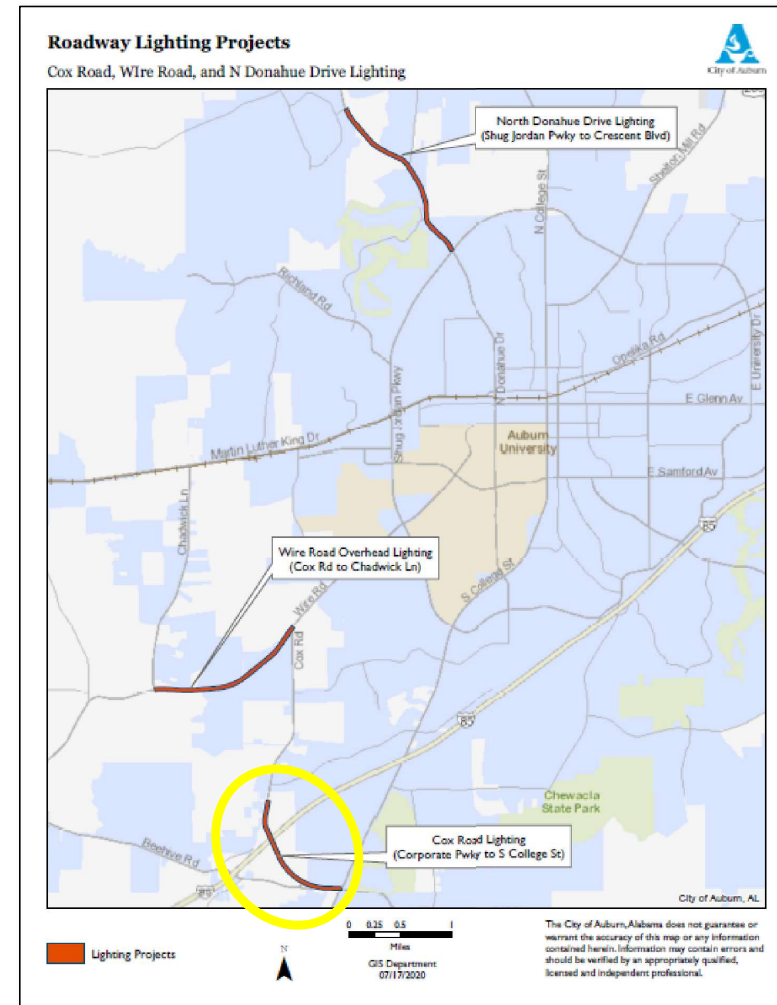 Roadway Lighting Projects
Cox Road, WIre Road, and N Donahue Drive Lighting
City of Auburn
North Donahue Drive Lighting
(Shug Jordan Pwky to Crescent Blvd)
Shelton Mill Rd
N College St
Richland Rd
Opelika Rd
E University Dr
N Donahue Dr
Shug Jordan Pkwy
E Glenn Av
Martin Luther King Dr
Auburn
University
E Samford Av
Chadwick Ln
85
Wire Road Overhead Lighting
(Cox Rd to Chadwick Ln)
S College St
Wire Rd
Cox Rd
85
Chewacla
State Park
Cox Road Lighting
(Corporate Pwky to S College St)
Beehive Rd
85
City of Auburn, AL
Lighting Projects
N
0 0.25 0.5 1
Miles
GIS Department
07/17/2020
The City of Auburn, Alabama does not guarantee or
warrant the accuracy of this map or any information
contained herein. Information may contain errors and
should be verified by an appropriately qualified,
licensed and independent professional.